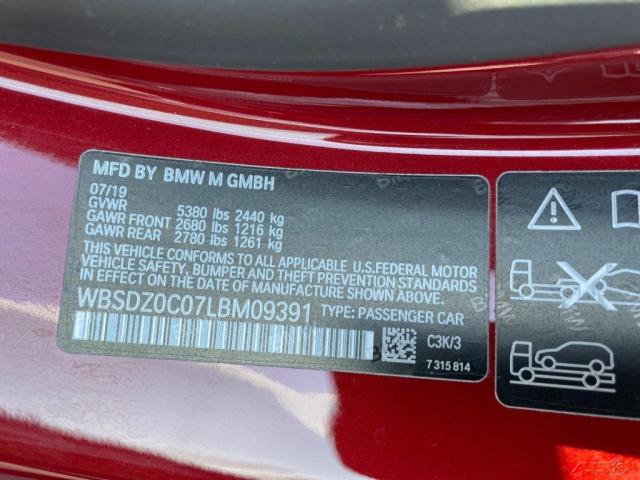 MFD BY BMW M GMBH
07/19
GVWR 5380 lbs 2440 kg
GAWR FRONT 2680 lbs 1216 kg
GAWR REAR 2780 lbs 1261 kg
THIS VEHICLE CONFORMS TO ALL APPLICABLE U.S.FEDERAL MOTOR
VEHICLE SAFETY, BUMPER AND THEFT PREVENTION STANDARDS
IN EFFECT ON THE DATE OF MANUFACTURE SHOWN ABOVE.
WBSDZ0C07LBM09391 TYPE: PASSENGER CAR
C3K/3
7 315 814